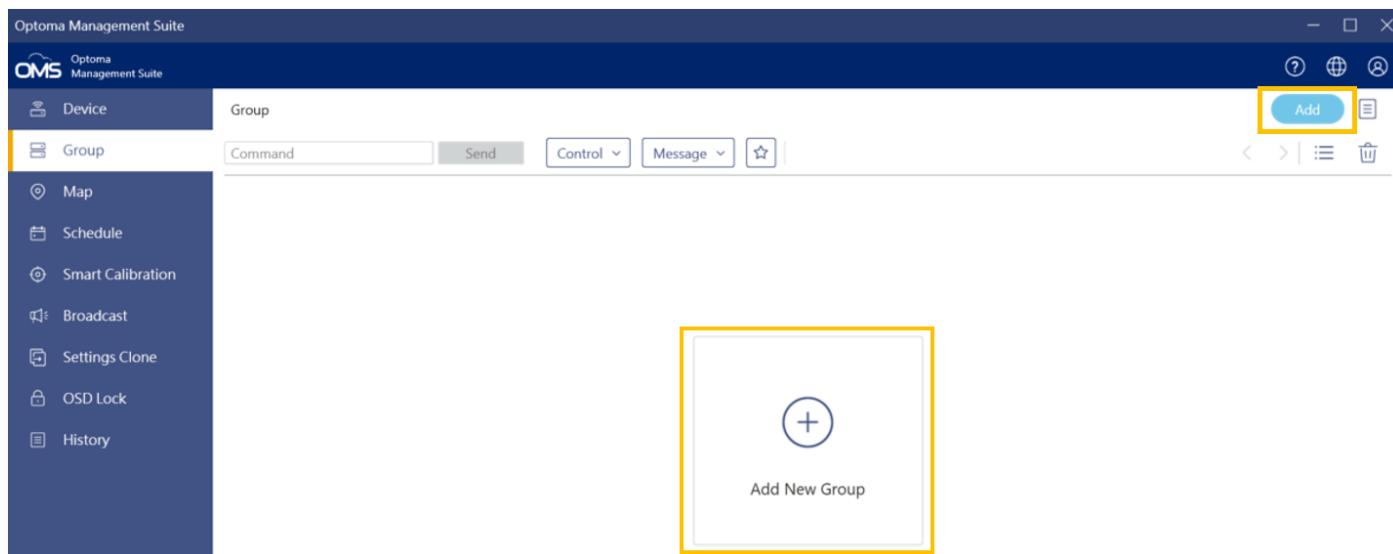 Optoma Management Suite
OMS Optoma
Management Suite
Device
Group
Add
Group
Command
Send
Control
Message
Map
Schedule
Smart Calibration
Broadcast
Settings Clone
OSD Lock
History
Add New Group